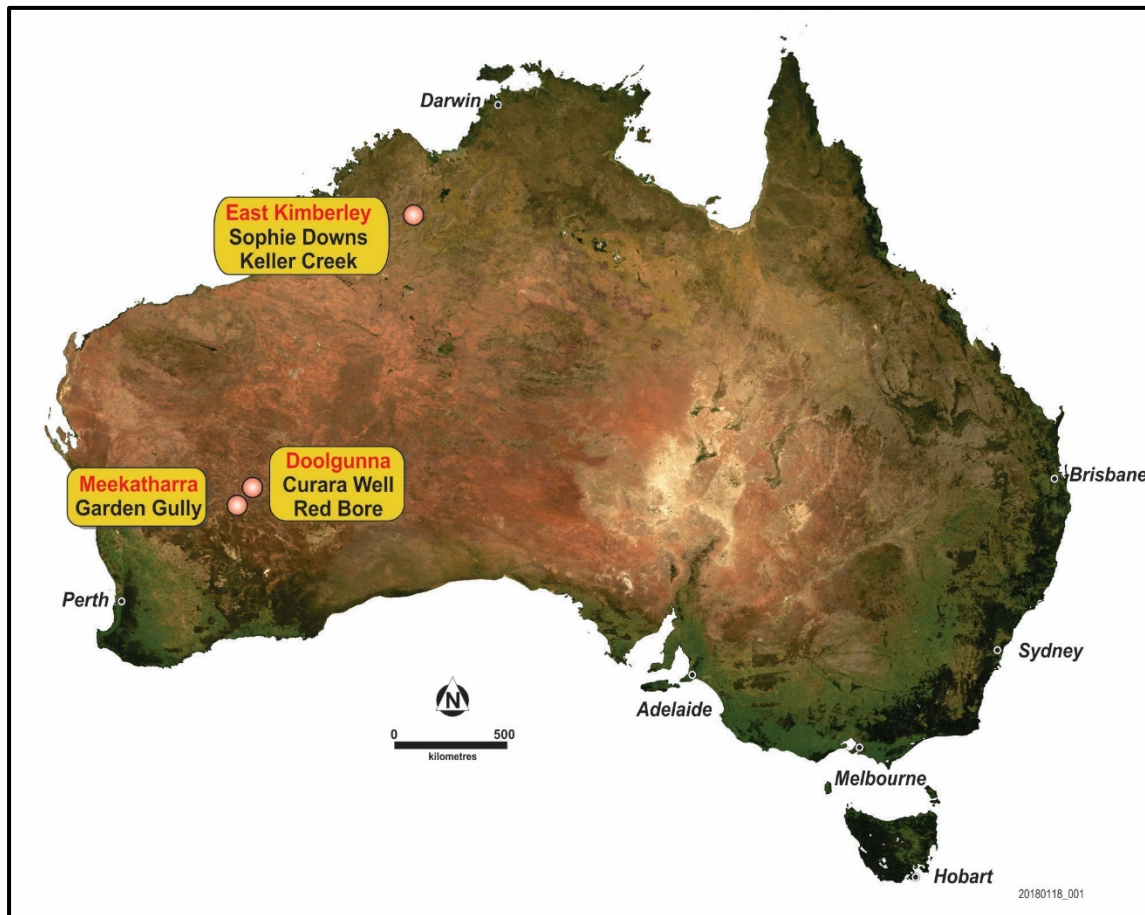 Darwin
East Kimberley
Sophie Downs
Keller Creek
Meekatharra
Garden Gully
Doolgunna
Curara Well
Red Bore
Brisbane
Perth
Sydney
N
Adelaide
0 500
kilometres
Melbourne
Hobart
20180118_001